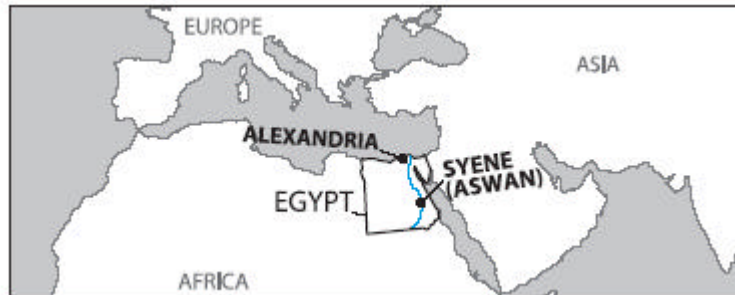 EUROPE
ASIA
ALEXANDRIA
SYENE
(ASWAN)
EGYPT
AFRICA